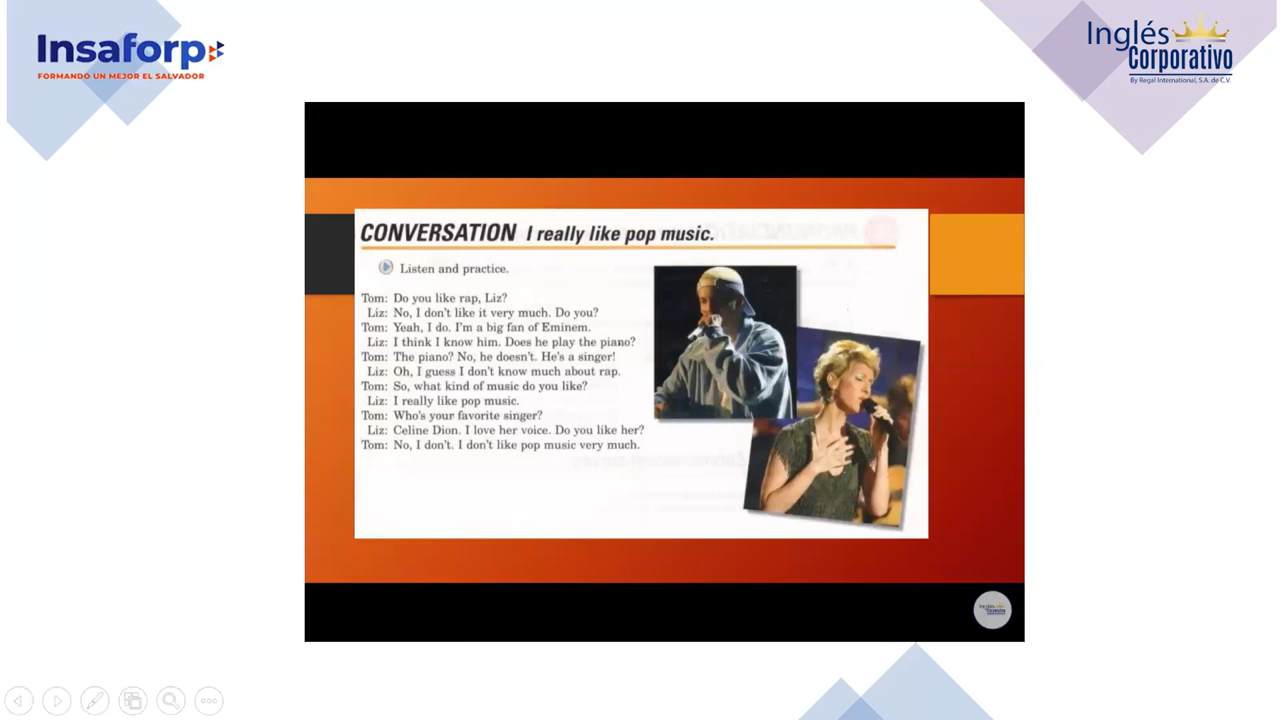 Insaforp
FORMANDO UN MEJOR EL SALVADOR
Inglés
Corporativo
By Regal International, S.A. de C.V.
CONVERSATION I really like pop music.
Listen and practice.
Tom: Do you like rap, Liz?
Liz: No, I don't like it very much. Do you?
Tom: Yeah, I do. I'm a big fan of Eminem.
Liz: I think I know him. Does he play the piano?
Tom: The piano? No, he doesn't. He's a singer!
Liz: Oh, I guess I don't know much about rap.
Tom: So, what kind of music do you like?
Liz: I really like pop music.
Tom: Who's your favorite singer?
Liz: Celine Dion. I love her voice. Do you like her?
Tom: No, I don't. I don't like pop music very much.